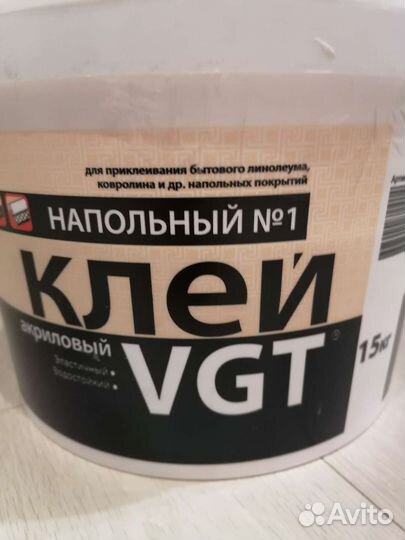 для приклеивания бытового линолеума,
ковролина и др. напольных покрытий
НАПОЛЬНЫЙ №1
клей
акриловый
Эластичный
Водостойкий
VGT®
15кг
Avito